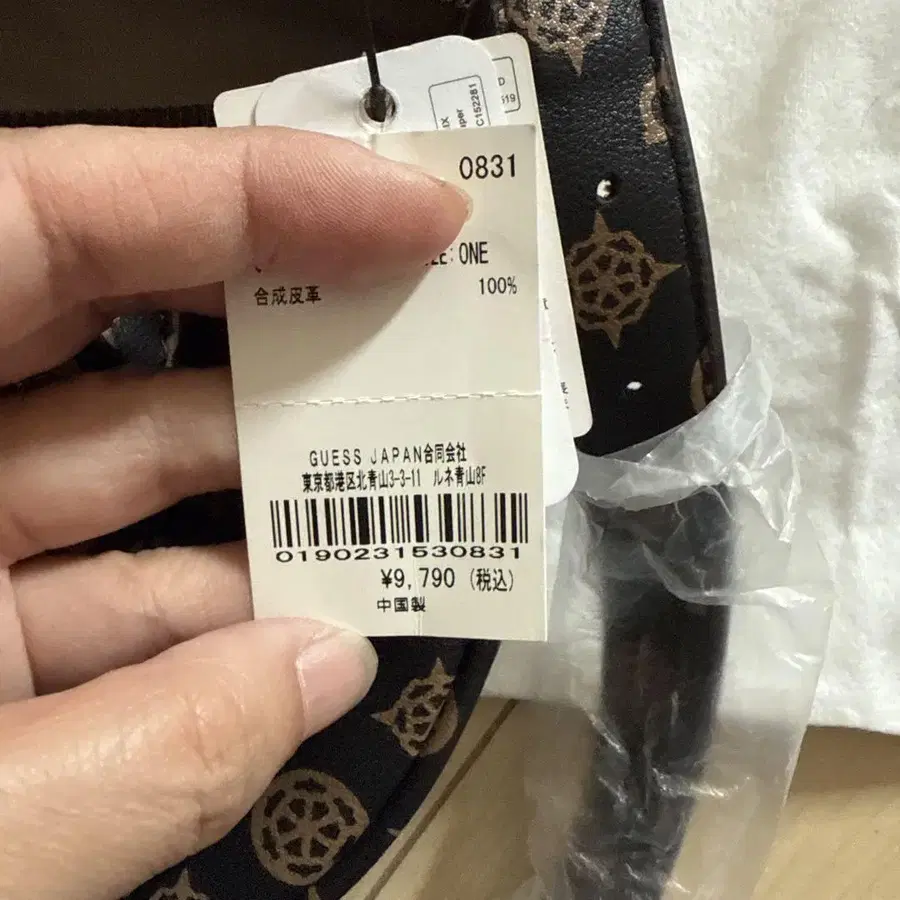 C152281
0831
ZE:ONE
合成皮革 100%
GUESS JAPAN合同会社
東京都港区北青山3-3-11 ルネ青山8F
0190231530831
¥9,790 (税込)
中国製